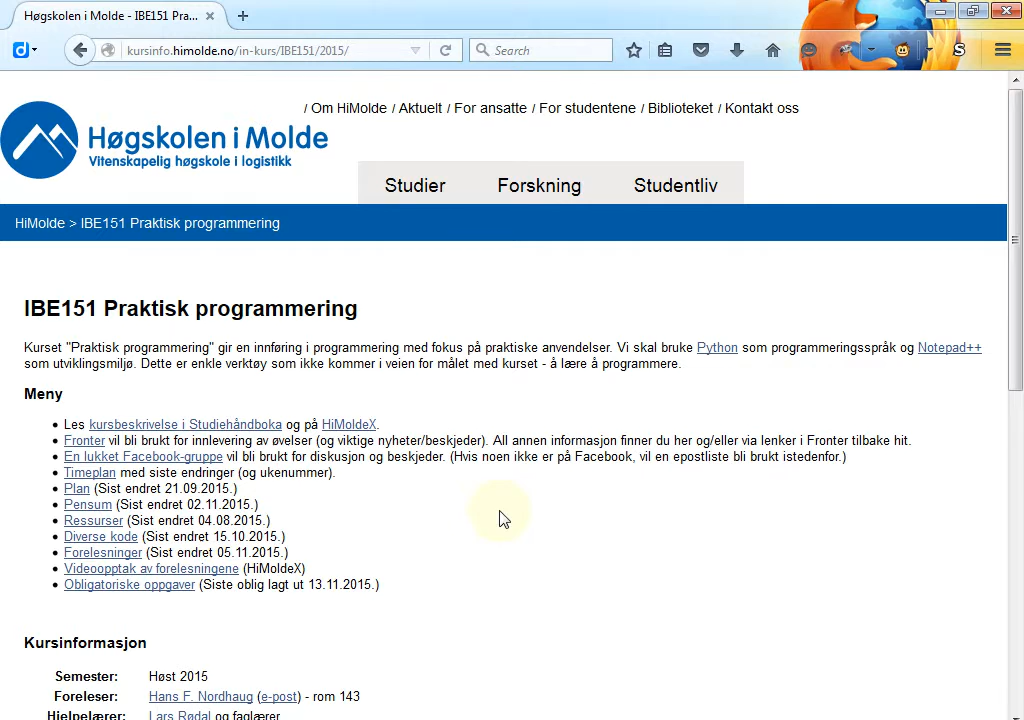 Høgskolen i Molde - IBE151 Pra...
kursinfo.himolde.no/in-kurs/IBE151/2015/
Search
/ Om HiMolde / Aktuelt / For ansatte / For studentene / Biblioteket / Kontakt oss
Høgskolen i Molde
Vitenskapelig høgskole i logistikk
Studier Forskning Studentliv
HiMolde > IBE151 Praktisk programmering
IBE151 Praktisk programmering
Kurset "Praktisk programmering" gir en innføring i programmering med fokus på praktiske anvendelser. Vi skal bruke Python som programmeringsspråk og Notepad++
som utviklingsmiljø. Dette er enkle verktøy som ikke kommer i veien for målet med kurset - å lære å programmere.
Meny
• Les kursbeskrivelse i Studiehåndboka og på HiMoldeX.
• Fronter vil bli brukt for innlevering av øvelser (og viktige nyheter/beskjeder). All annen informasjon finner du her og/eller via lenker i Fronter tilbake hit.
• En lukket Facebook-gruppe vil bli brukt for diskusjon og beskjeder. (Hvis noen ikke er på Facebook, vil en epostliste bli brukt istedenfor.)
• Timeplan med siste endringer (og ukenummer).
• Plan (Sist endret 21.09.2015.)
• Pensum (Sist endret 02.11.2015.)
• Ressurser (Sist endret 04.08.2015.)
• Diverse kode (Sist endret 15.10.2015.)
• Forelesninger (Sist endret 05.11.2015.)
• Videoopptak av forelesningene (HiMoldeX)
• Obligatoriske oppgaver (Siste oblig lagt ut 13.11.2015.)
Kursinformasjon
Semester: Høst 2015
Foreleser: Hans F. Nordhaug (e-post) - rom 143
Hjelpelærer: Lars Rødal og faglærer